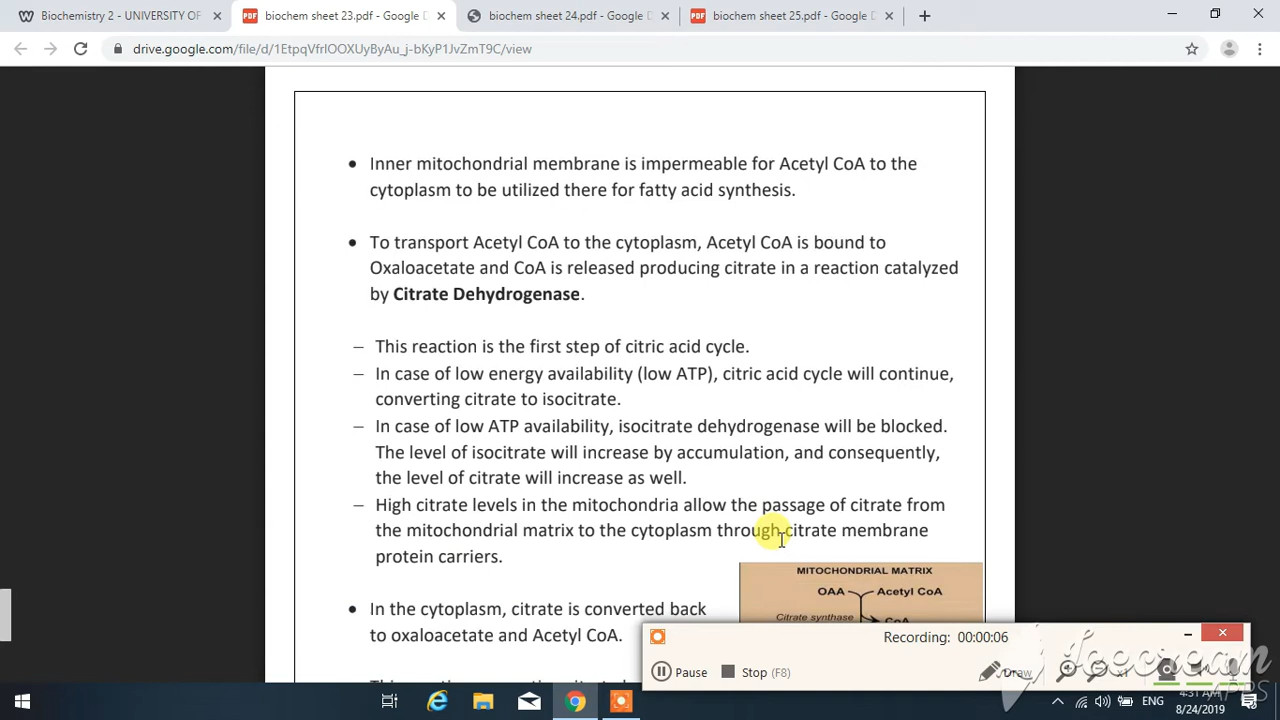 Biochemistry 2 - UNIVERSITY OF
biochem sheet 23.pdf - Google D
biochem sheet 24.pdf - Google D
biochem sheet 25.pdf - Google D
drive.google.com/file/d/1EtpqVfrlOOXUyByAu_j-bKyP1JvZmT9C/view
• Inner mitochondrial membrane is impermeable for Acetyl CoA to the
cytoplasm to be utilized there for fatty acid synthesis.
• To transport Acetyl CoA to the cytoplasm, Acetyl CoA is bound to
Oxaloacetate and CoA is released producing citrate in a reaction catalyzed
by Citrate Dehydrogenase.
– This reaction is the first step of citric acid cycle.
– In case of low energy availability (low ATP), citric acid cycle will continue,
converting citrate to isocitrate.
– In case of low ATP availability, isocitrate dehydrogenase will be blocked.
The level of isocitrate will increase by accumulation, and consequently,
the level of citrate will increase as well.
– High citrate levels in the mitochondria allow the passage of citrate from
the mitochondrial matrix to the cytoplasm through citrate membrane
protein carriers.
MITOCHONDRIAL MATRIX
OAA Acetyl CoA
Citrate synthase
CoA
• In the cytoplasm, citrate is converted back
to oxaloacetate and Acetyl CoA.
Recording: 00:00:06
Pause Stop (F8) Draw x1
Icecream
APPS
ENG
4:31 AM
8/24/2019